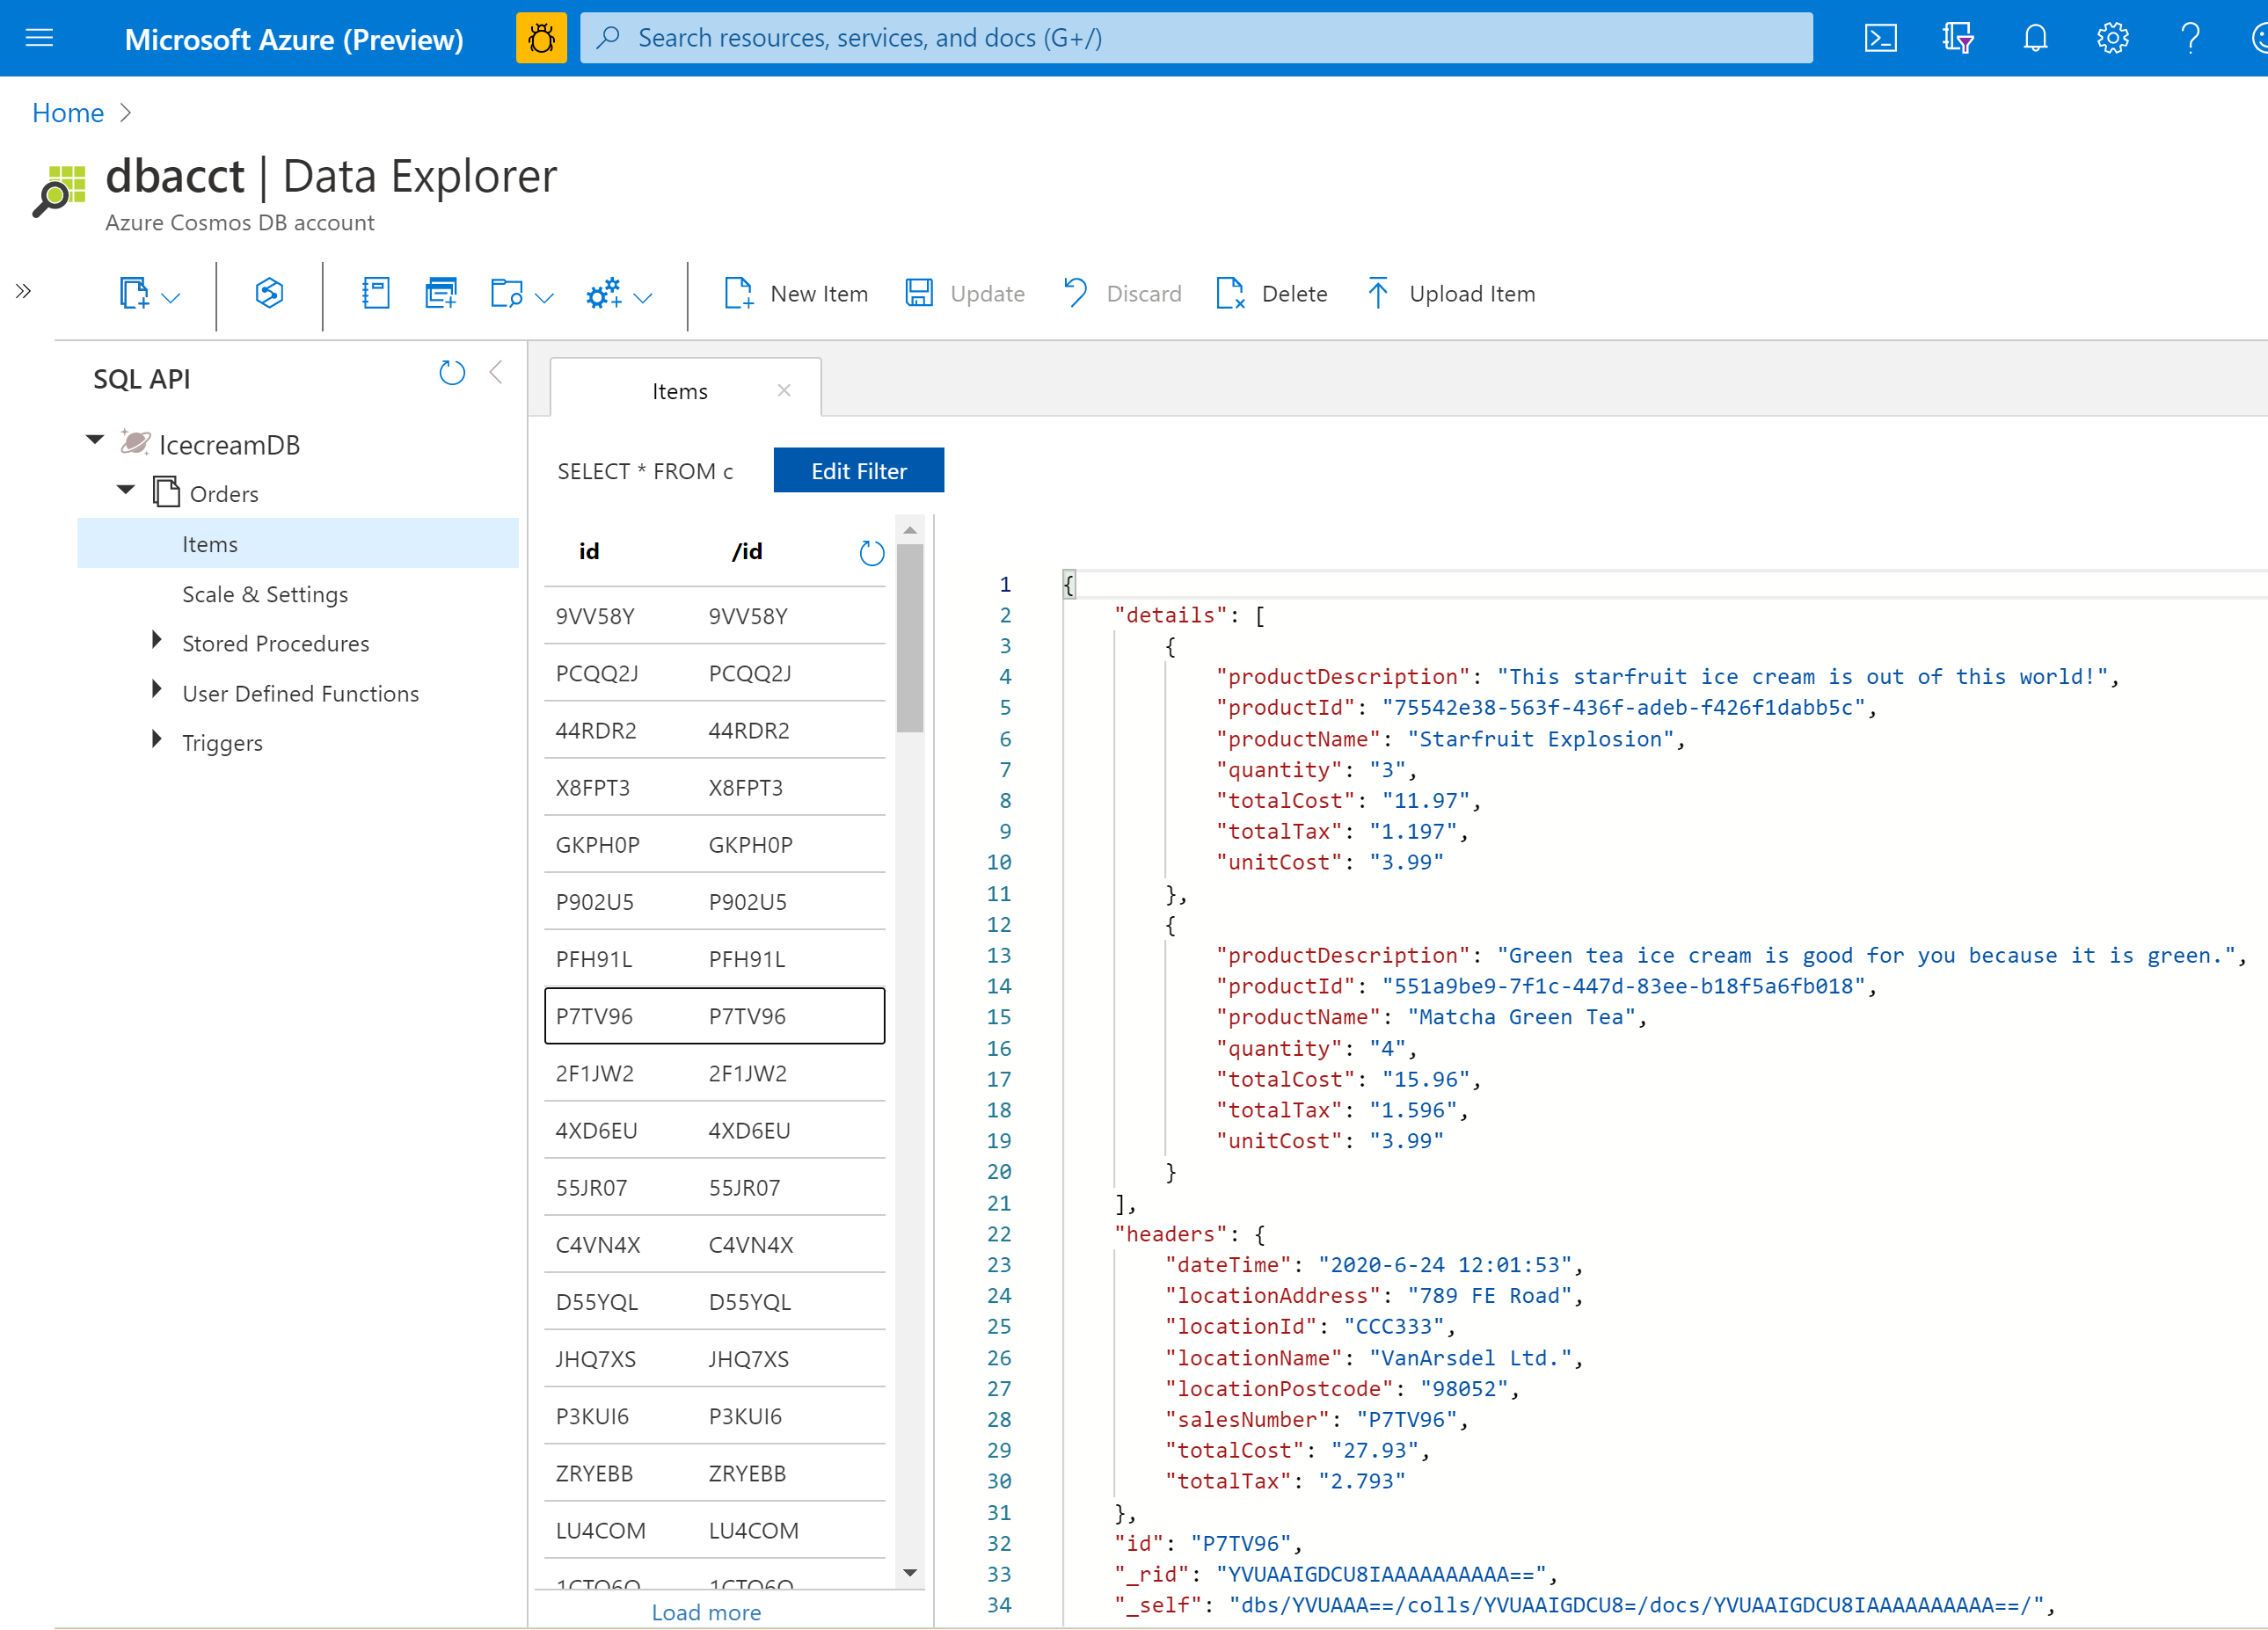 Microsoft Azure (Preview)
Search resources, services, and docs (G+/)
Home
dbacct | Data Explorer
Azure Cosmos DB account
New Item
Update
Discard
Delete
Upload Item
SQL API
IcecreamDB
Orders
Items
Scale & Settings
Stored Procedures
User Defined Functions
Triggers
Items
SELECT * FROM c
Edit Filter
id /id
9VV58Y 9VV58Y
PCQQ2J PCQQ2J
44RDR2 44RDR2
X8FPT3 X8FPT3
GKPH0P GKPH0P
P902U5 P902U5
PFH91L PFH91L
P7TV96 P7TV96
2F1JW2 2F1JW2
4XD6EU 4XD6EU
55JR07 55JR07
C4VN4X C4VN4X
D55YQL D55YQL
JHQ7XS JHQ7XS
P3KUI6 P3KUI6
ZRYEBB ZRYEBB
LU4COM LU4COM
Load more
1 {
2 "details": [
3 {
4 "productDescription": "This starfruit ice cream is out of this world!",
5 "productId": "75542e38-563f-436f-adeb-f426f1dabb5c",
6 "productName": "Starfruit Explosion",
7 "quantity": "3",
8 "totalCost": "11.97",
9 "totalTax": "1.197",
10 "unitCost": "3.99"
11 },
12 {
13 "productDescription": "Green tea ice cream is good for you because it is green.",
14 "productId": "551a9be9-7f1c-447d-83ee-b18f5a6fb018",
15 "productName": "Matcha Green Tea",
16 "quantity": "4",
17 "totalCost": "15.96",
18 "totalTax": "1.596",
19 "unitCost": "3.99"
20 }
21 ],
22 "headers": {
23 "dateTime": "2020-6-24 12:01:53",
24 "locationAddress": "789 FE Road",
25 "locationId": "CCC333",
26 "locationName": "VanArsdel Ltd.",
27 "locationPostcode": "98052",
28 "salesNumber": "P7TV96",
29 "totalCost": "27.93",
30 "totalTax": "2.793"
31 },
32 "id": "P7TV96",
33 "_rid": "YVUAAIGDCU8IAAAAAAAAAA==",
34 "_self": "dbs/YVUAAA==/colls/YVUAAIGDCU8=/docs/YVUAAIGDCU8IAAAAAAAAAA==/",